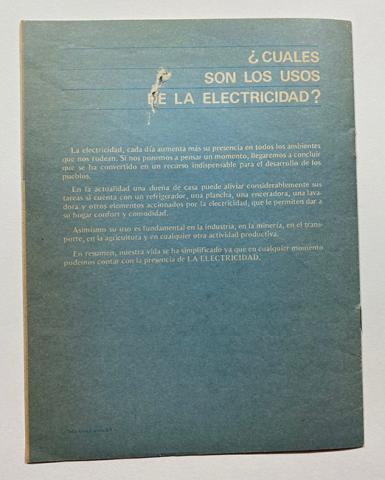 ¿CUALES
SON LOS USOS
DE LA ELECTRICIDAD?
La electricidad, cada día aumenta más su presencia en todos los ambientes
que nos rodean. Si nos ponemos a pensar un momento, llegaremos a concluir
que se ha convertido en un recurso indispensable para el desarrollo de los
pueblos.
En la actualidad una dueña de casa puede aliviar considerablemente sus
tareas si cuenta con un refrigerador, una plancha, una enceradora, una lava-
dora y otros elementos accionados por la electricidad, que le permiten dar a
su hogar confort y comodidad.
Asimismo su uso es fundamental en la industria, en la minería, en el trans-
porte, en la agricultura y en cualquier otra actividad productiva.
En resumen, nuestra vida se ha simplificado ya que en cualquier momento
podemos contar con la presencia de LA ELECTRICIDAD.